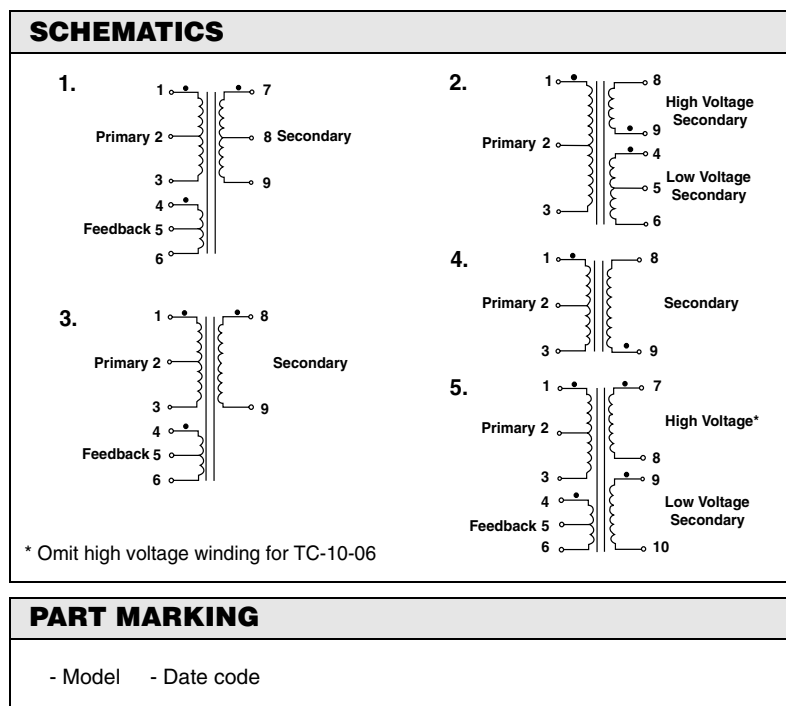 SCHEMATICS
1.
1 7
Primary 2 8 Secondary
3 9
4
Feedback 5
6
2.
1 8
High Voltage
Secondary
9
Primary 2
4
Low Voltage
5
Secondary
3 6
3.
1 8
Primary 2 Secondary
3 9
4
Feedback 5
6
4.
1 8
Primary 2 Secondary
3 9
5.
1 7
Primary 2 High Voltage*
8
3 9
4 Low Voltage
Feedback 5 Secondary
6 10
* Omit high voltage winding for TC-10-06
PART MARKING
- Model - Date code